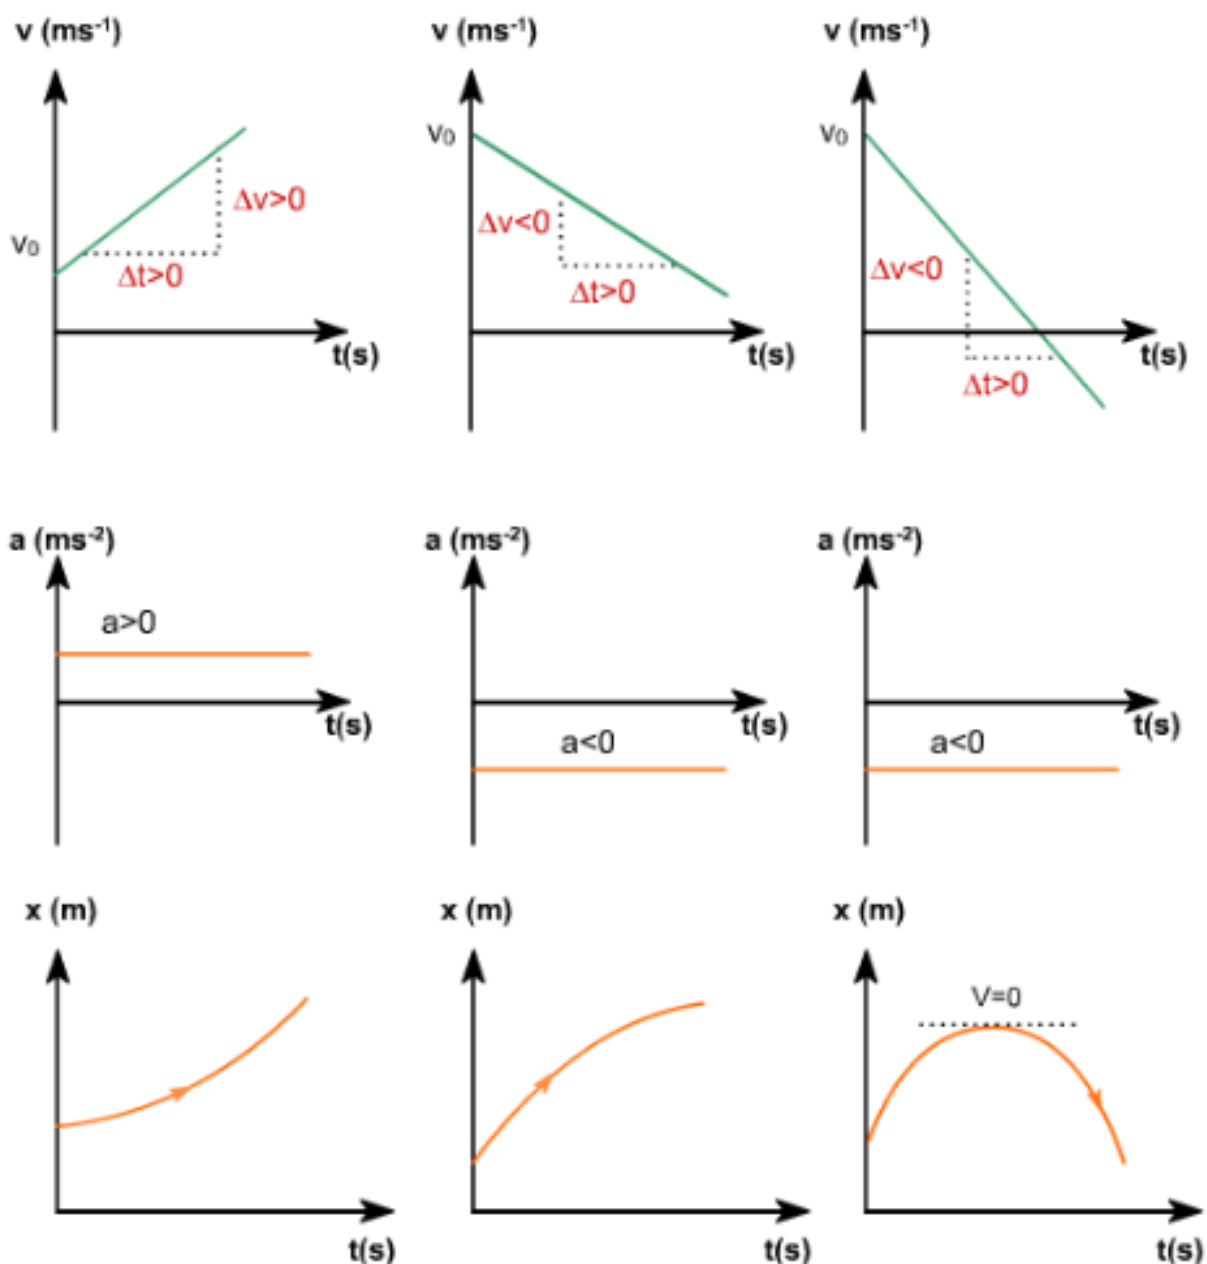 v (ms⁻¹) v (ms⁻¹) v (ms⁻¹)
v₀ v₀ v₀
Δv>0 Δv<0 Δv<0
Δt>0 Δt>0 Δt>0
t(s) t(s) t(s)
a (ms⁻²) a (ms⁻²) a (ms⁻²)
a>0 a<0 a<0
t(s) t(s) t(s)
x (m) x (m) x (m)
V=0
t(s) t(s) t(s)